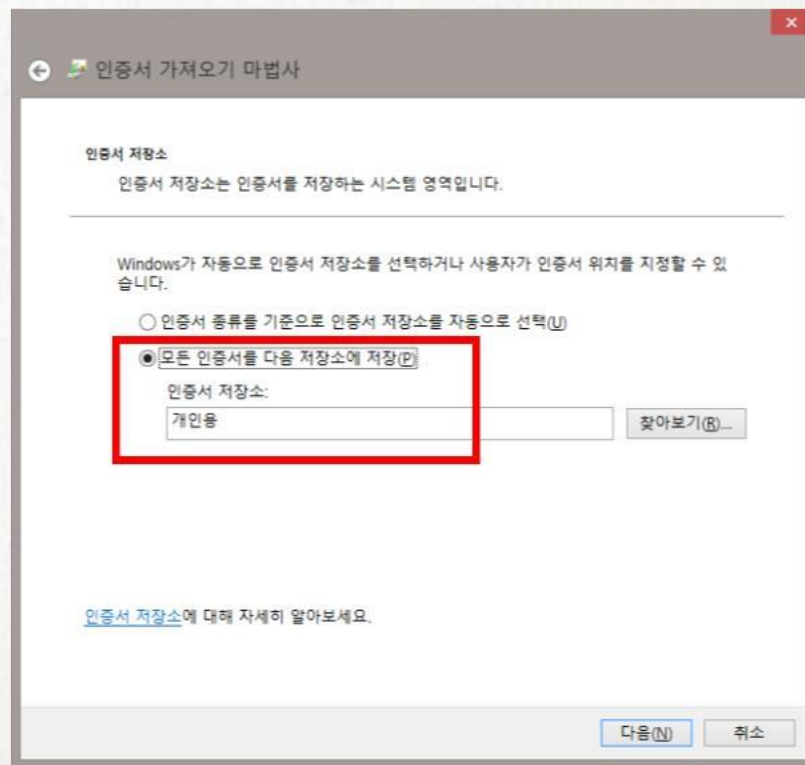 인증서 가져오기 마법사
인증서 저장소
인증서 저장소는 인증서를 저장하는 시스템 영역입니다.
Windows가 자동으로 인증서 저장소를 선택하거나 사용자가 인증서 위치를 지정할 수 있
습니다.
인증서 종류를 기준으로 인증서 저장소를 자동으로 선택(U)
모든 인증서를 다음 저장소에 저장(P)
인증서 저장소:
개인용
찾아보기(R)...
인증서 저장소에 대해 자세히 알아보세요.
다음(N)
취소